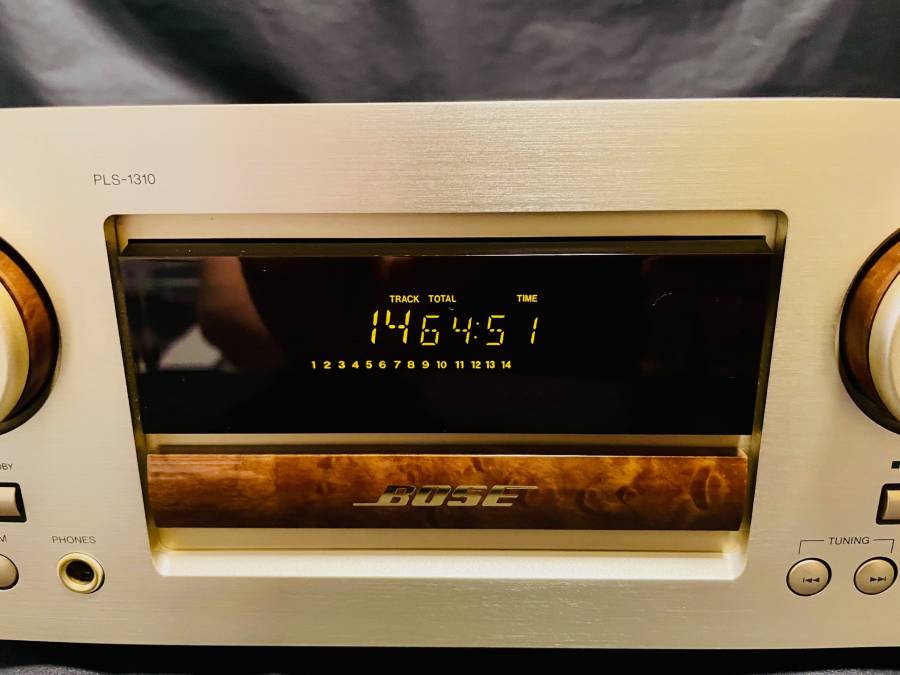 PLS-1310
TRACK TOTAL TIME
14 64:51
1 2 3 4 5 6 7 8 9 10 11 12 13 14
BOSE
PHONES
TUNING